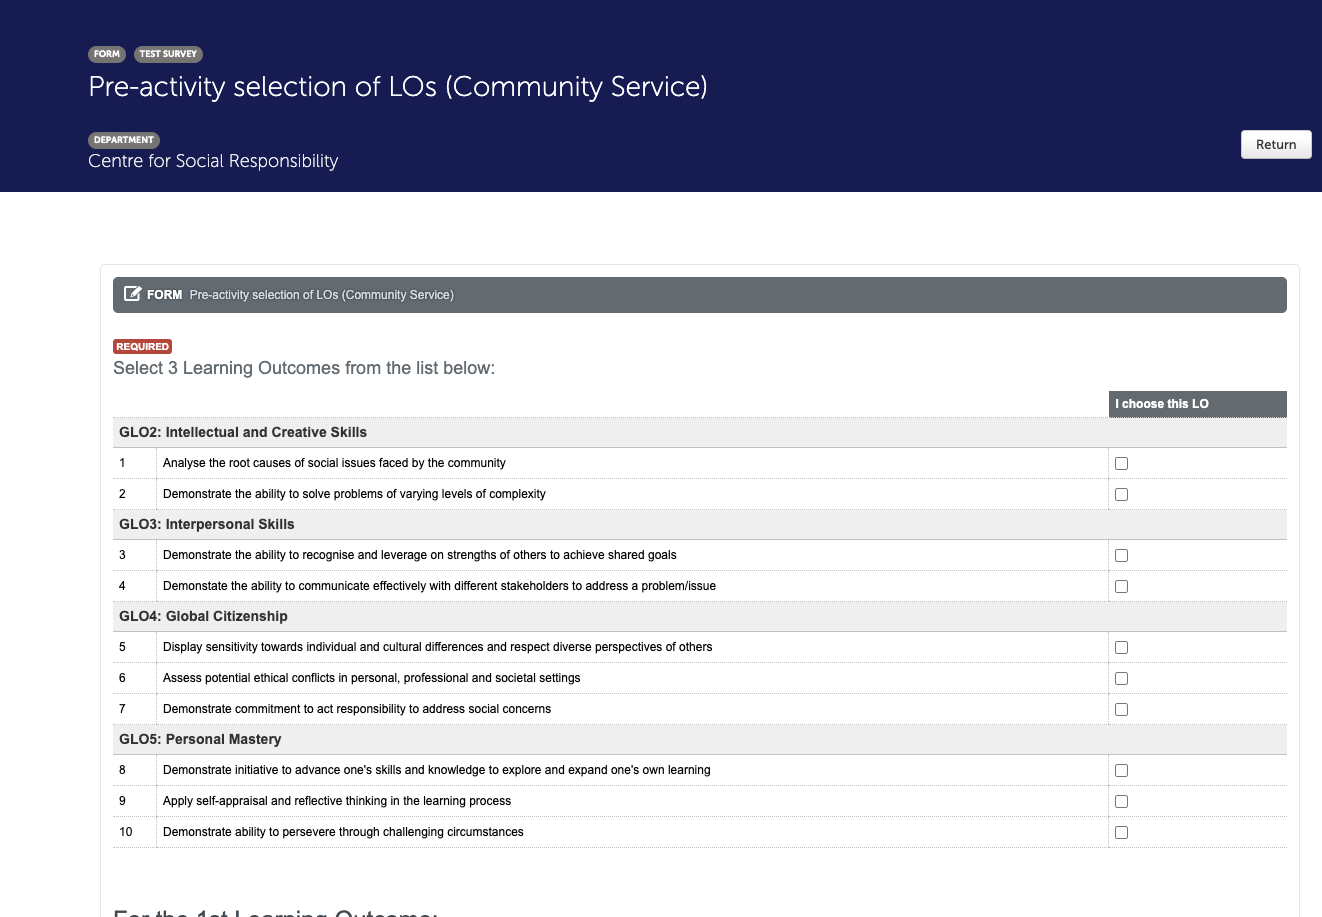 FORM TEST SURVEY
Pre-activity selection of LOs (Community Service)
DEPARTMENT
Centre for Social Responsibility
Return
FORM Pre-activity selection of LOs (Community Service)
REQUIRED
Select 3 Learning Outcomes from the list below:
I choose this LO
GLO2: Intellectual and Creative Skills
1 Analyse the root causes of social issues faced by the community
2 Demonstrate the ability to solve problems of varying levels of complexity
GLO3: Interpersonal Skills
3 Demonstrate the ability to recognise and leverage on strengths of others to achieve shared goals
4 Demonstate the ability to communicate effectively with different stakeholders to address a problem/issue
GLO4: Global Citizenship
5 Display sensitivity towards individual and cultural differences and respect diverse perspectives of others
6 Assess potential ethical conflicts in personal, professional and societal settings
7 Demonstrate commitment to act responsibility to address social concerns
GLO5: Personal Mastery
8 Demonstrate initiative to advance one's skills and knowledge to explore and expand one's own learning
9 Apply self-appraisal and reflective thinking in the learning process
10 Demonstrate ability to persevere through challenging circumstances
For the 1st Learning Outcome: